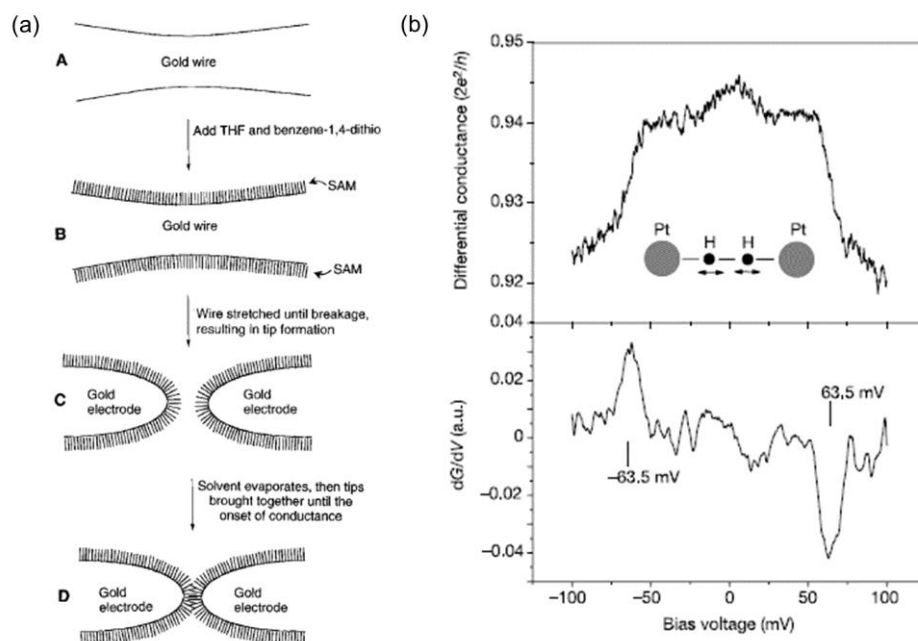 (a)
A
Gold wire
Add THF and benzene-1,4-dithio
SAM
B
Gold wire
SAM
Wire stretched until breakage,
resulting in tip formation
C
Gold
electrode
Gold
electrode
Solvent evaporates, then tips
brought together until the
onset of conductance
D
Gold
electrode
Gold
electrode
(b)
Differential conductance (2e²/h)
0.95
0.94
0.93
0.92
0.04
Pt
H
H
Pt
dG/dV (a.u.)
0.02
0
−0.02
−0.04
63,5 mV
−63.5 mV
−100
−50
0
50
100
Bias voltage (mV)